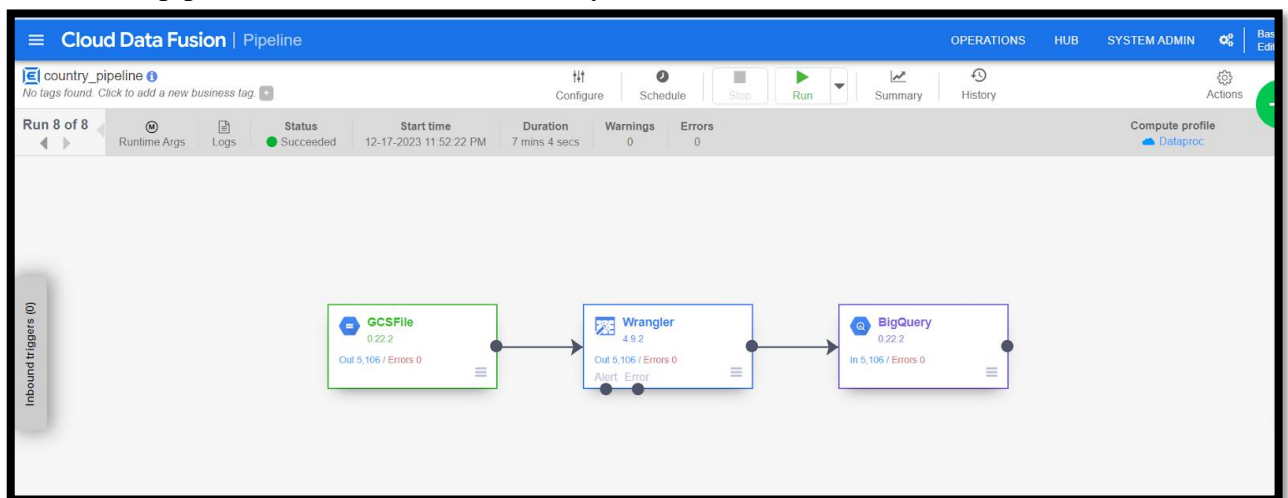 Cloud Data Fusion | Pipeline
OPERATIONS HUB SYSTEM ADMIN
Bas
Edit
country_pipeline
No tags found. Click to add a new business tag. +
Configure Schedule Stop Run Summary History Actions
Run 8 of 8
Runtime Args
Logs
Status
Succeeded
Start time
12-17-2023 11:52:22 PM
Duration
7 mins 4 secs
Warnings
0
Errors
0
Compute profile
Dataproc
Inbound triggers (0)
GCSFile
0.22.2
Out 5,106 / Errors 0
Wrangler
4.9.2
Out 5,106 / Errors 0
Alert Error
BigQuery
0.22.2
In 5,106 / Errors 0